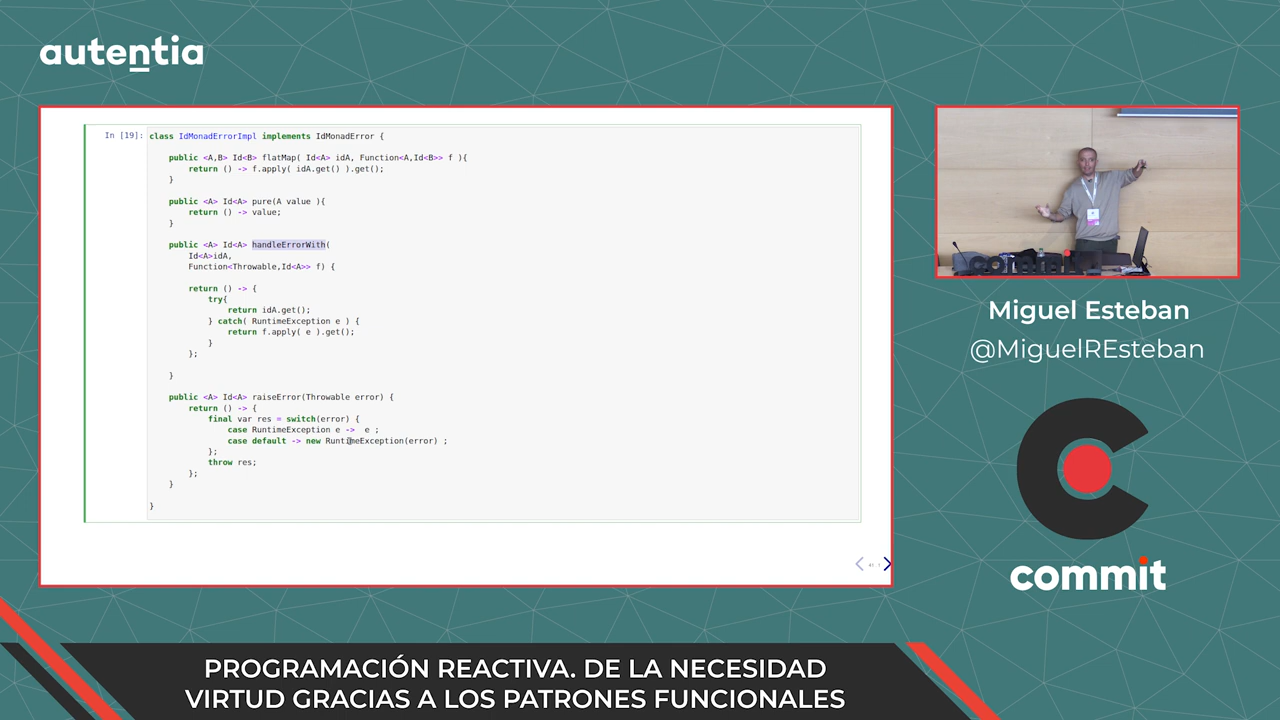 autentia
In [19]: class IdMonadErrorImpl implements IdMonadError {
public <A,B> Id<B> flatMap( Id<A> idA, Function<A,Id<B>> f ){
return () -> f.apply( idA.get() ).get();
}
public <A> Id<A> pure(A value ){
return () -> value;
}
public <A> Id<A> handleErrorWith(
Id<A>idA,
Function<Throwable,Id<A>> f) {
return () -> {
try{
return idA.get();
} catch( RuntimeException e ) {
return f.apply( e ).get();
}
};
}
public <A> Id<A> raiseError(Throwable error) {
return () -> {
final var res = switch(error) {
case RuntimeException e -> e ;
case default -> new RuntimeException(error) ;
};
throw res;
};
}
}
commit
Miguel Esteban
@MiguelREsteban
commit
PROGRAMACIÓN REACTIVA. DE LA NECESIDAD
VIRTUD GRACIAS A LOS PATRONES FUNCIONALES